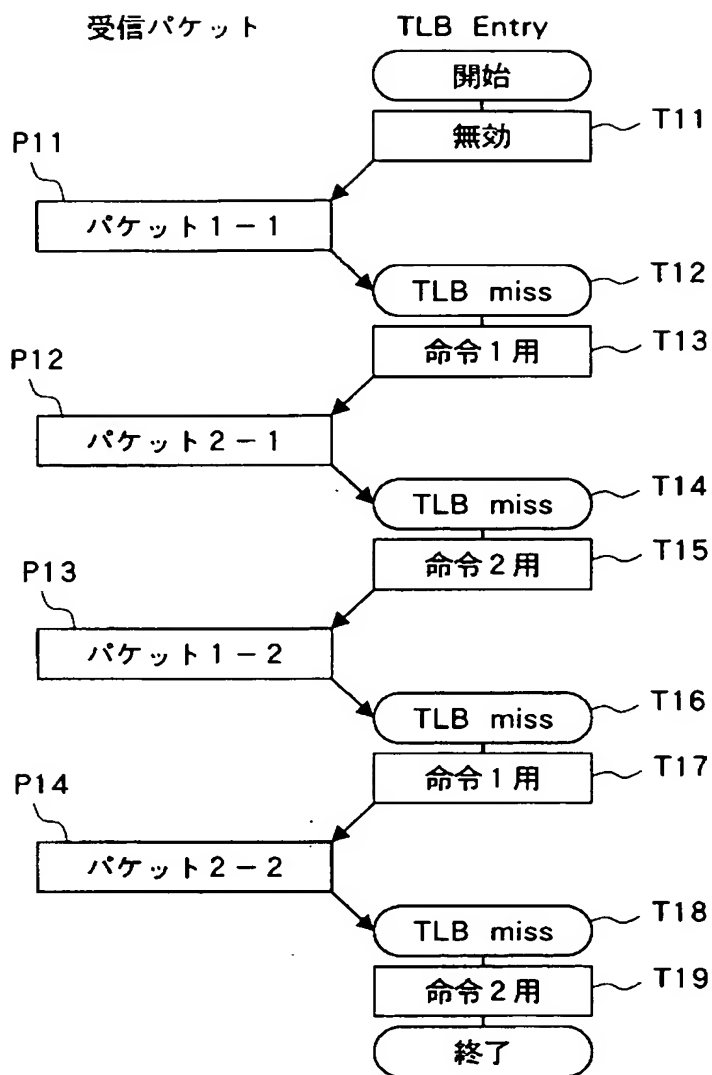 受信パケット TLB Entry
開始
無効 T11
P11
パケット1-1
TLB miss T12
命令1用 T13
P12
パケット2-1
TLB miss T14
命令2用 T15
P13
パケット1-2
TLB miss T16
命令1用 T17
P14
パケット2-2
TLB miss T18
命令2用 T19
終了